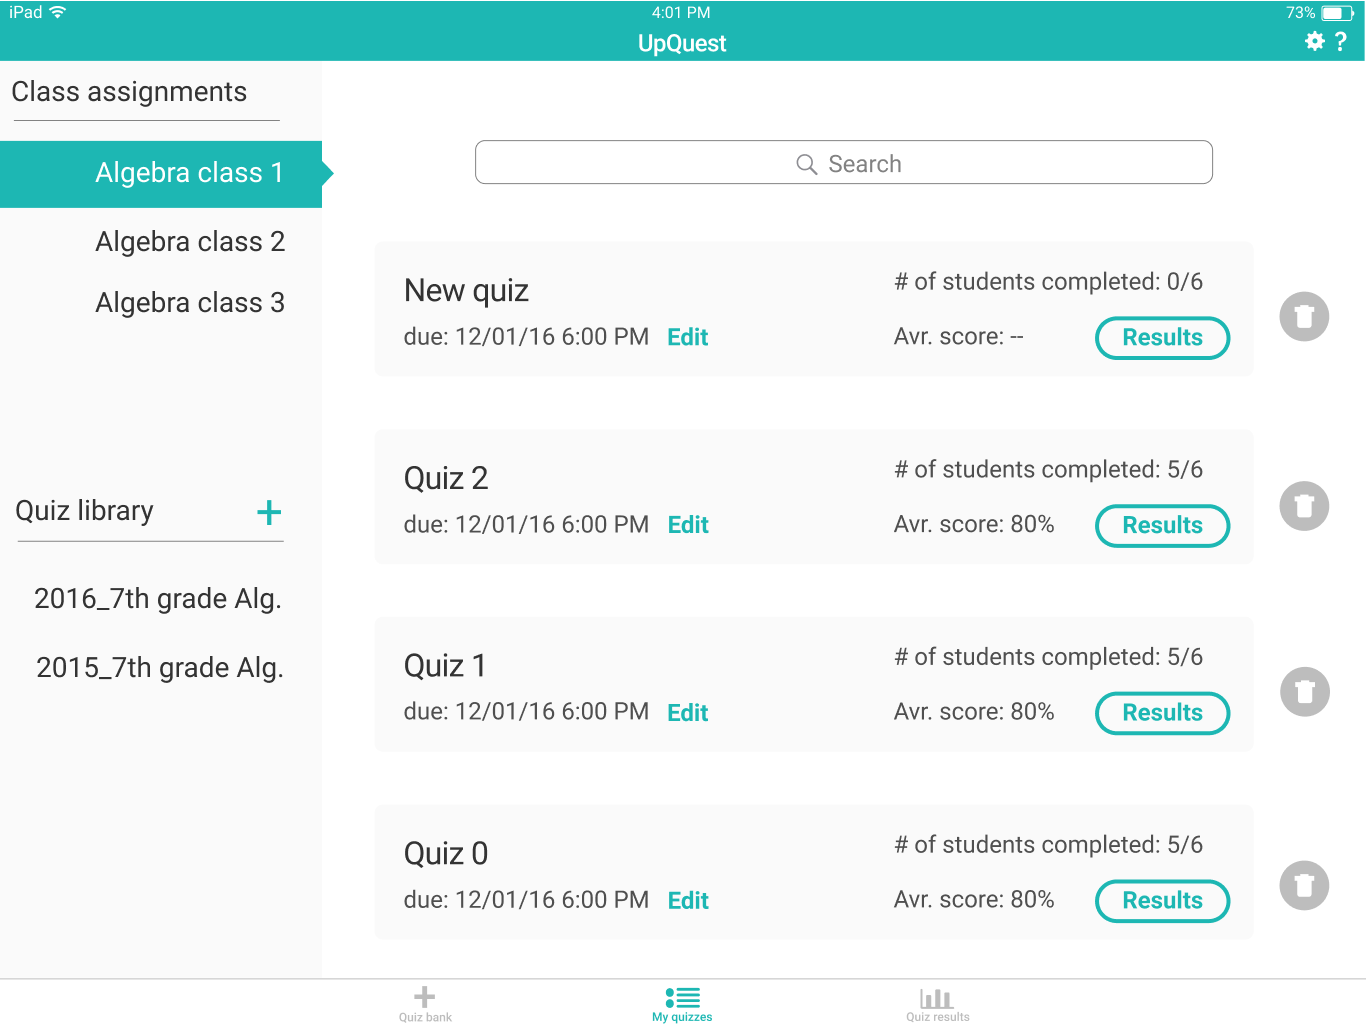 iPad
4:01 PM
73%
UpQuest
?
Class assignments
Algebra class 1
Algebra class 2
Algebra class 3
Quiz library
2016_7th grade Alg.
2015_7th grade Alg.
Search
New quiz
due: 12/01/16 6:00 PM Edit
# of students completed: 0/6
Avr. score: --
Results
Quiz 2
due: 12/01/16 6:00 PM Edit
# of students completed: 5/6
Avr. score: 80%
Results
Quiz 1
due: 12/01/16 6:00 PM Edit
# of students completed: 5/6
Avr. score: 80%
Results
Quiz 0
due: 12/01/16 6:00 PM Edit
# of students completed: 5/6
Avr. score: 80%
Results
Quiz bank
My quizzes
Quiz results